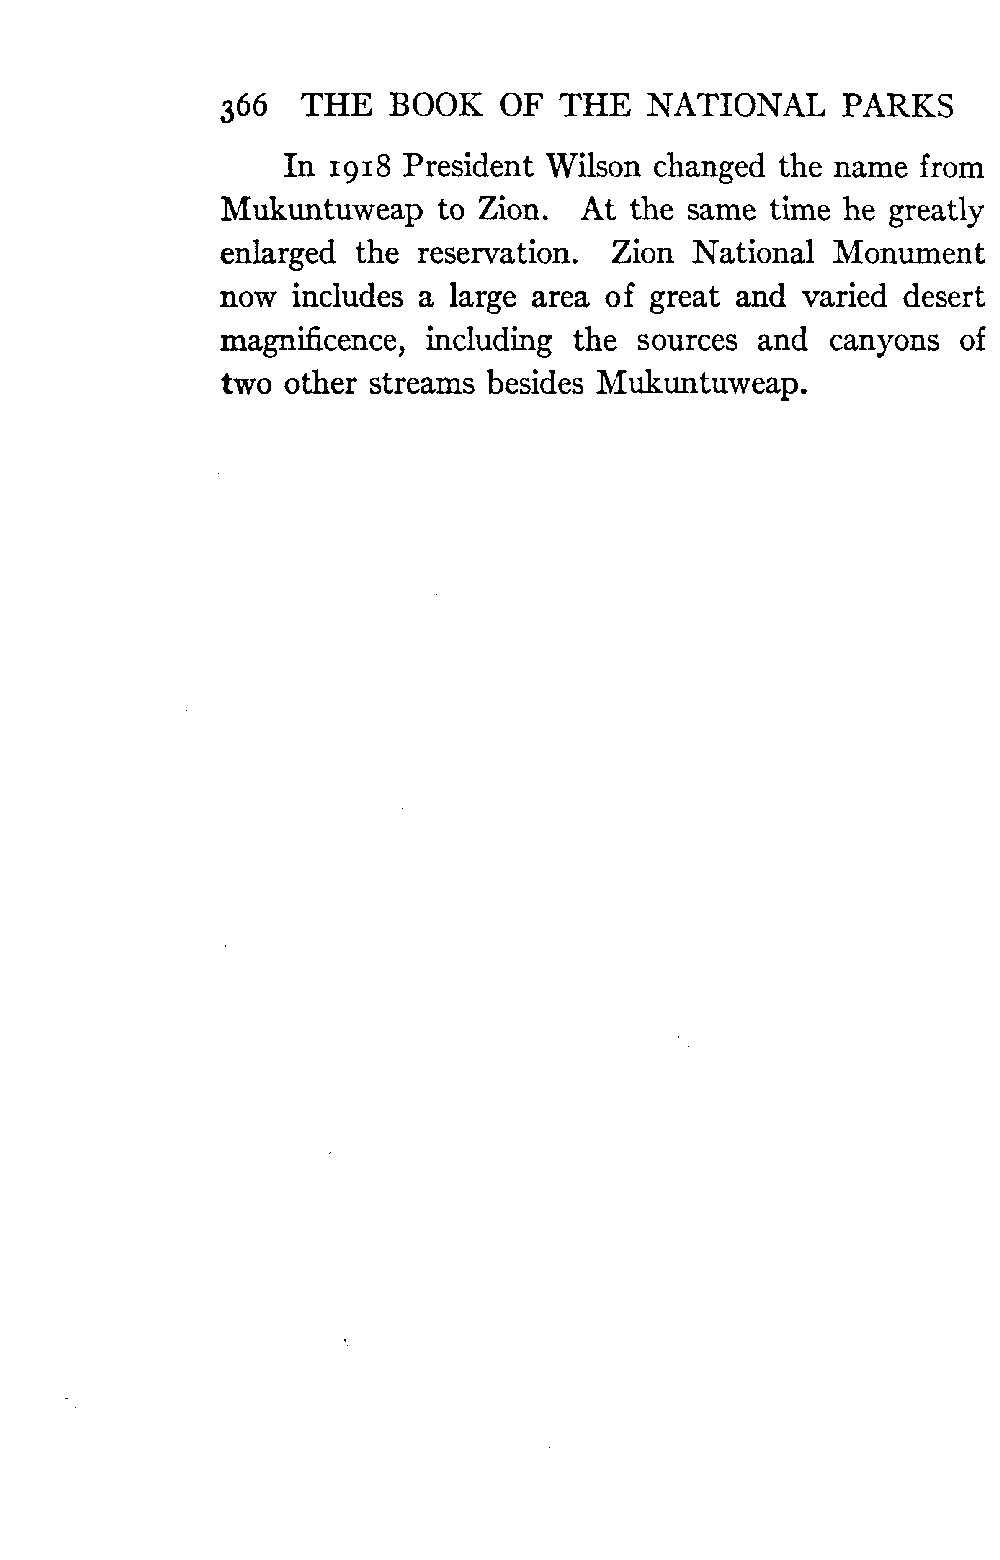 366 THE BOOK OF THE NATIONAL PARKS
In 1918 President Wilson changed the name from
Mukuntuweap to Zion. At the same time he greatly
enlarged the reservation. Zion National Monument
now includes a large area of great and varied desert
magnificence, including the sources and canyons of
two other streams besides Mukuntuweap.